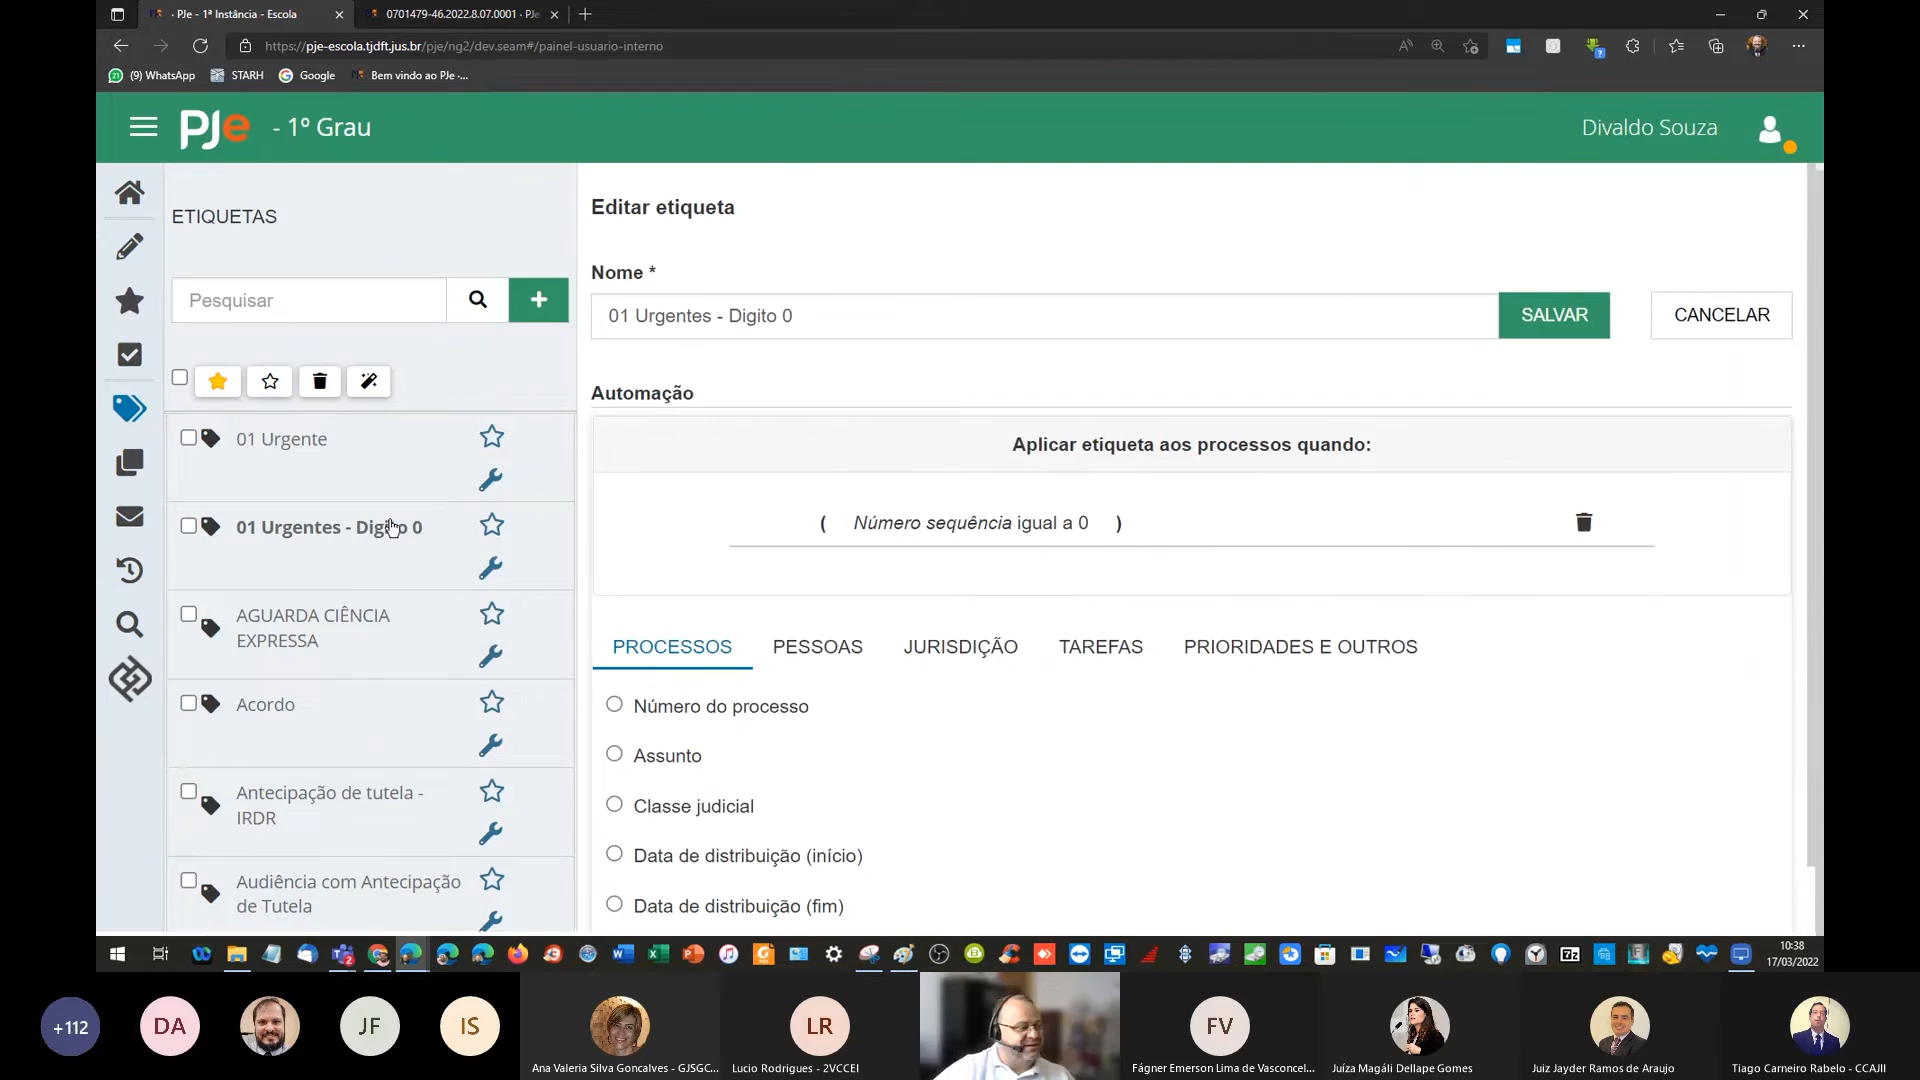 PJe - 1ª Instância - Escola
0701479-46.2022.8.07.0001 · PJe
https://pje-escola.tjdft.jus.br/pje/ng2/dev.seam#/painel-usuario-interno
(9) WhatsApp
STARH
Google
Bem vindo ao PJe ·...
PJe - 1º Grau
Divaldo Souza
ETIQUETAS
Pesquisar
01 Urgente
01 Urgentes - Digito 0
AGUARDA CIÊNCIA
EXPRESSA
Acordo
Antecipação de tutela -
IRDR
Audiência com Antecipação
de Tutela
Editar etiqueta
Nome *
01 Urgentes - Digito 0
SALVAR
CANCELAR
Automação
Aplicar etiqueta aos processos quando:
( Número sequência igual a 0 )
PROCESSOS
PESSOAS
JURISDIÇÃO
TAREFAS
PRIORIDADES E OUTROS
Número do processo
Assunto
Classe judicial
Data de distribuição (início)
Data de distribuição (fim)
10:38
17/03/2022
+112
DA
JF
IS
Ana Valeria Silva Goncalves - GJSGC...
LR
Lucio Rodrigues - 2VCCEI
FV
Fágner Emerson Lima de Vasconcel...
Juíza Magáli Dellape Gomes
Juiz Jayder Ramos de Araujo
Tiago Carneiro Rabelo - CCAJII